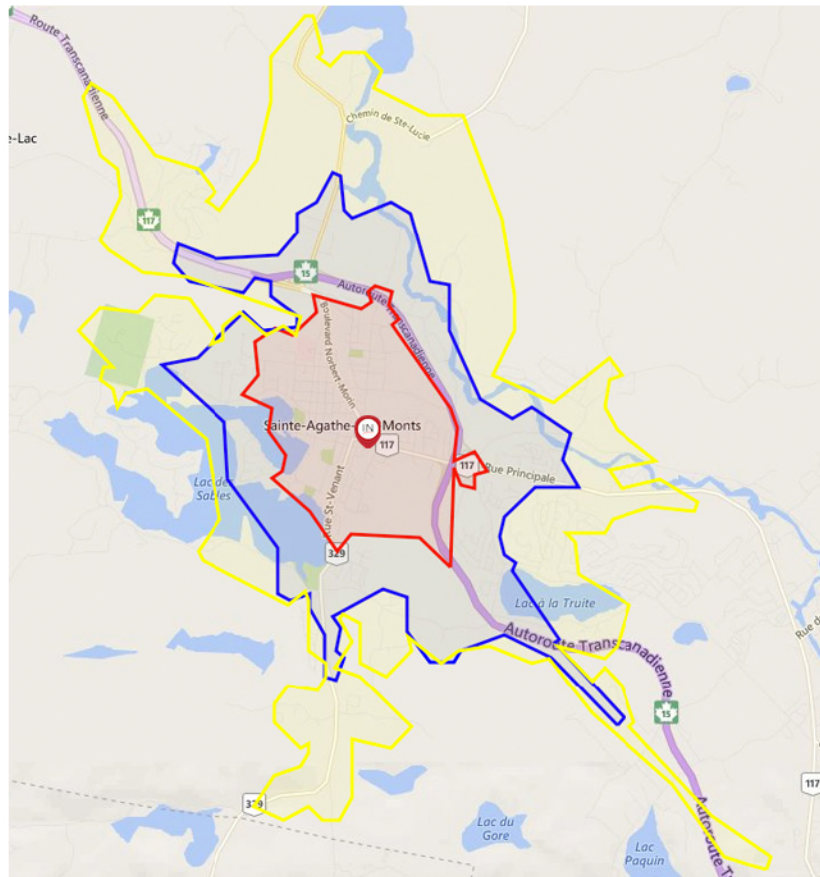 Route Transcanadienne
Chemin de Ste-Lucie
e-Lac
117
15
Autoroute Transcanadienne
Boulevard Norbert-Morin
Sainte-Agathe- Monts
IN
117
117
Rue Principale
Lac des
Sables
Rue St-Venant
329
Lac à la Truite
Autoroute Transcanadienne
Rue de
15
117
329
Autoroute T
Lac du
Gore
Lac
Paquin